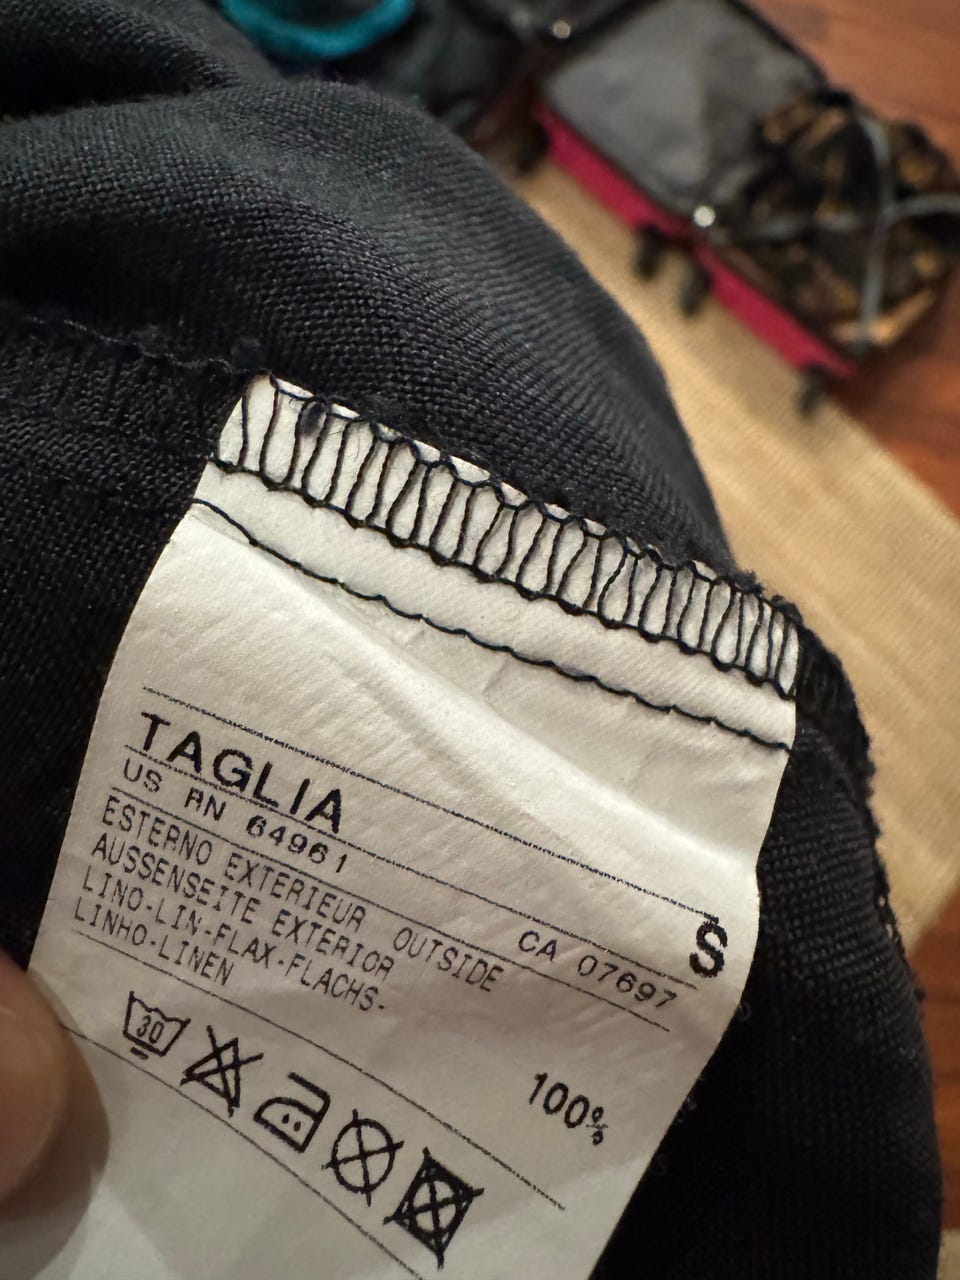 TAGLIA S
US RN 64961 CA 07697
ESTERNO EXTERIEUR OUTSIDE
AUSSENSEITE EXTERIOR
LINO-LIN-FLAX-FLACHS-
LINHO-LINEN 100%
30